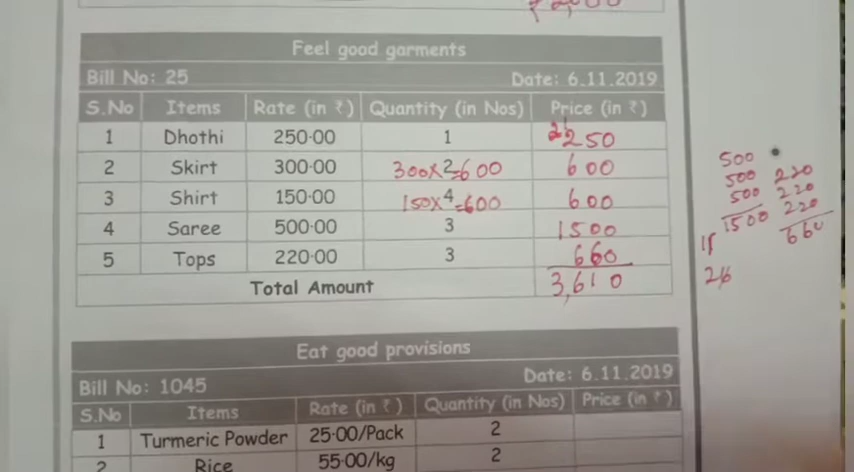 Feel good garments
Bill No: 25 Date: 6.11.2019
S.No Items Rate (in ₹) Quantity (in Nos) Price (in ₹)
1 Dhothi 250·00 1 250
2 Skirt 300·00 300x2=600 600
3 Shirt 150·00 150x4=600 600
4 Saree 500·00 3 1500
5 Tops 220·00 3 660
Total Amount 3,610
500
500 220
500 220
1500 220
660
Eat good provisions
Bill No: 1045 Date: 6.11.2019
S.No Items Rate (in ₹) Quantity (in Nos) Price (in ₹)
1 Turmeric Powder 25·00/Pack 2
2 Rice 55·00/kg 2